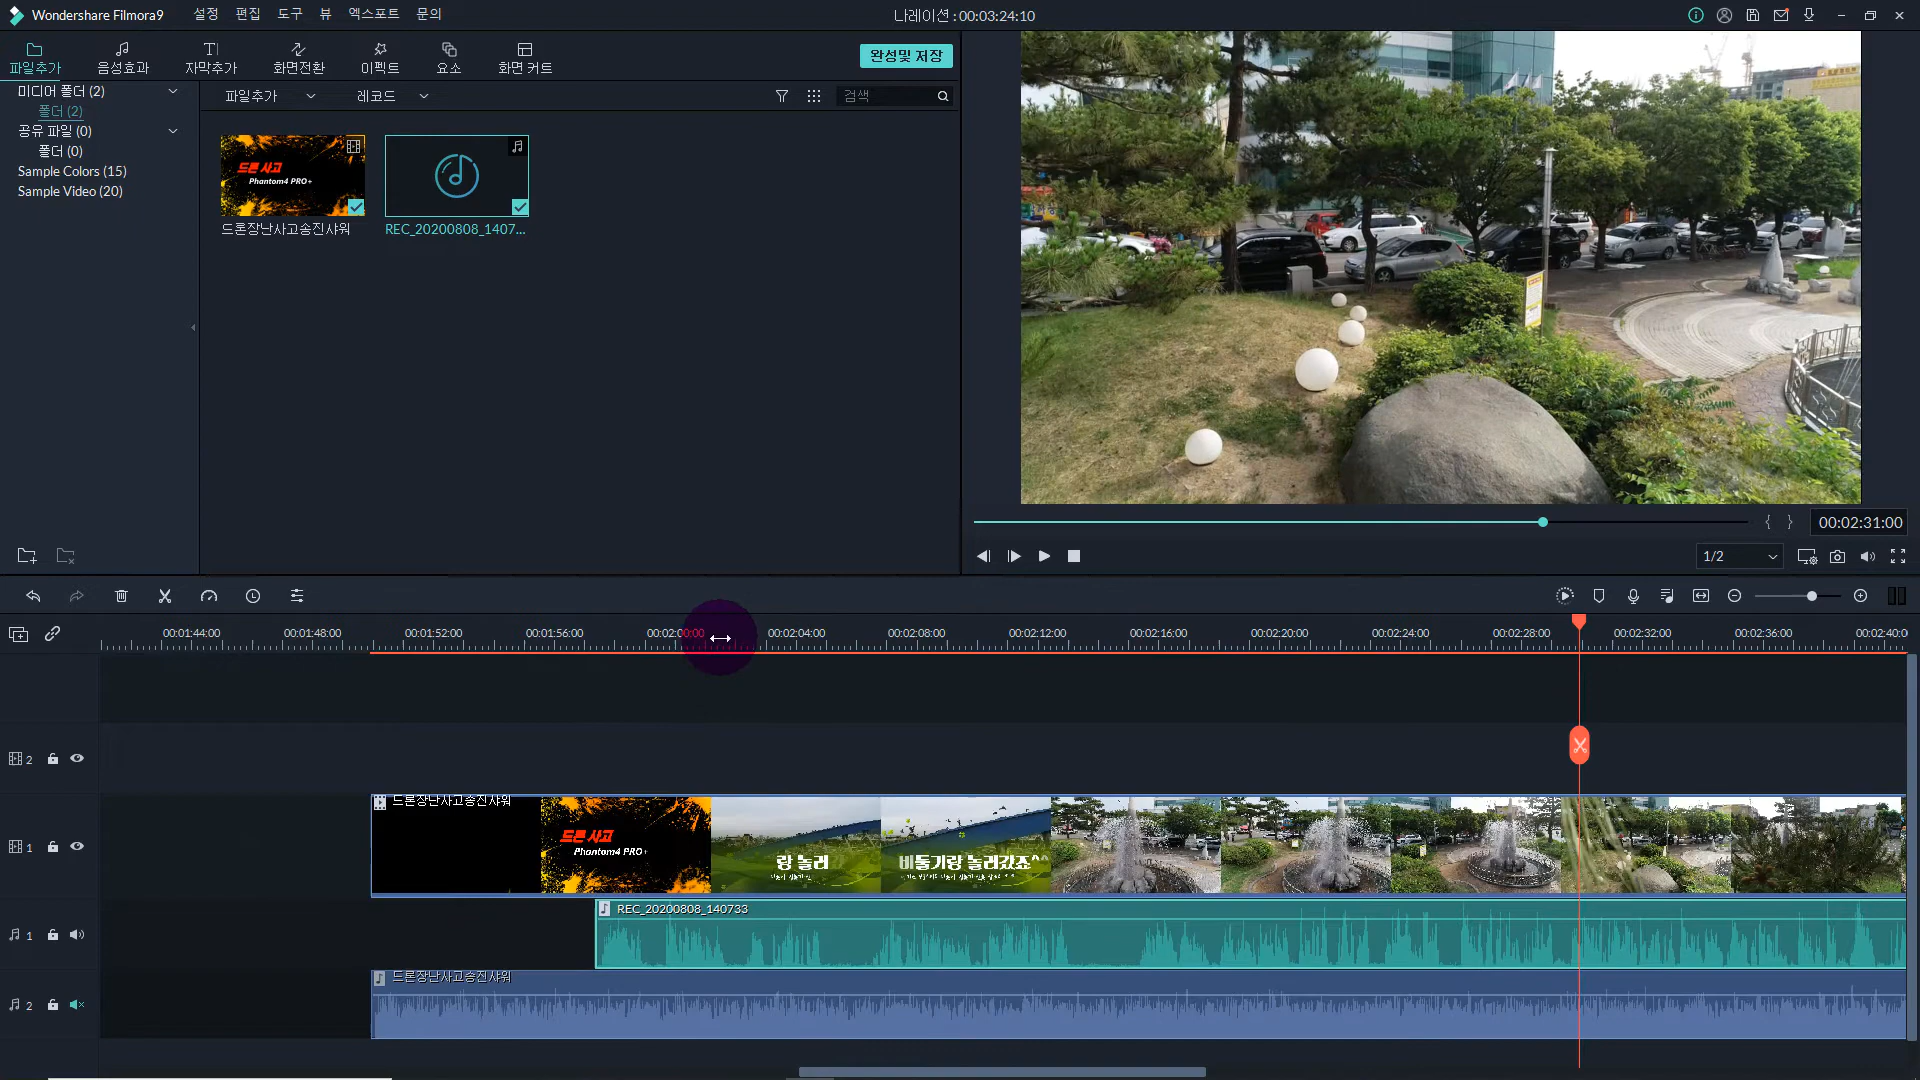 Wondershare Filmora9
설정 편집 도구 뷰 엑스포트 문의
나레이션 : 00:03:24:10
파일추가 음성효과 자막추가 화면전환 이펙트 요소 화면 커트
완성및 저장
미디어 폴더 (2)
폴더 (2)
공유 파일 (0)
폴더 (0)
Sample Colors (15)
Sample Video (20)
파일추가 레코드 검색
드론 사고
Phantom4 PRO+
드론장난사고송진샤워 REC_20200808_1407...
{ } 00:02:31:00
1/2
00:01:44:00 00:01:48:00 00:01:52:00 00:01:56:00 00:02:00:00 00:02:04:00 00:02:08:00 00:02:12:00 00:02:16:00 00:02:20:00 00:02:24:00 00:02:28:00 00:02:32:00 00:02:36:00 00:02:40:0
2
드론장난사고송진샤워
드론 사고
Phantom4 PRO+
랑 놀러
비둘기랑 놀러갔죠^^
1
REC_20200808_140733
1
드론장난사고송진샤워
2